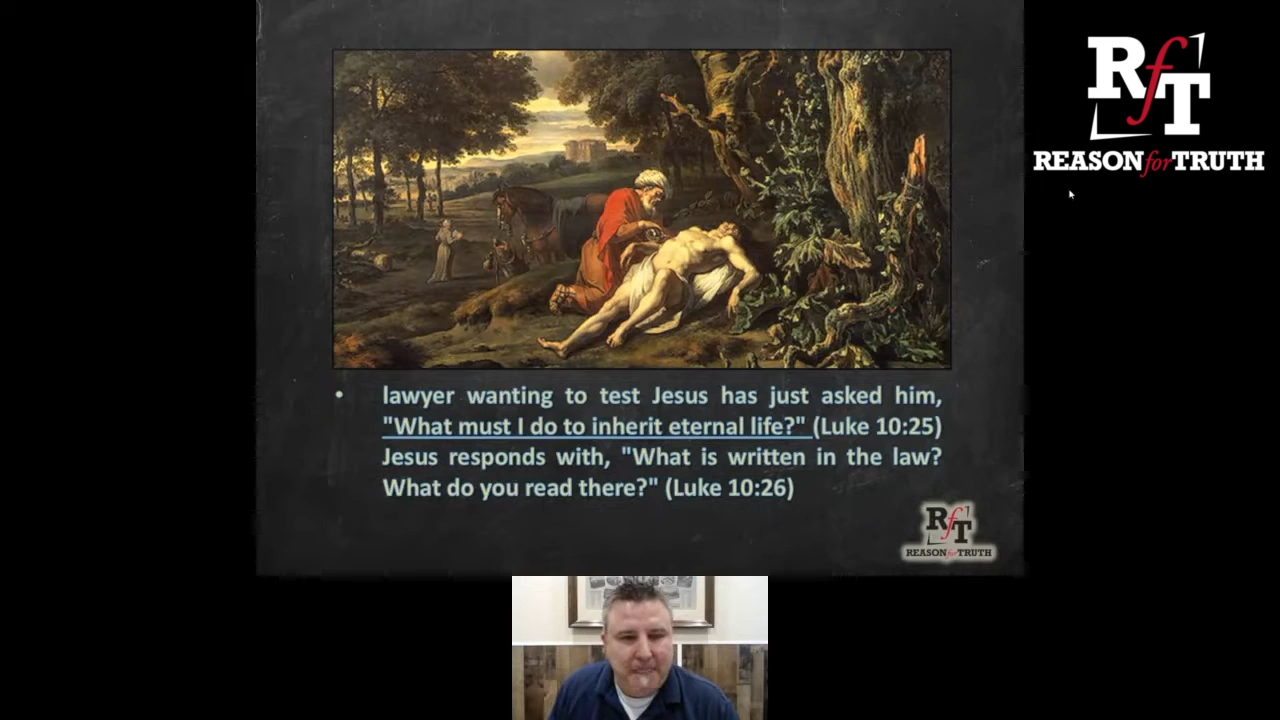 RfT
REASON for TRUTH
• lawyer wanting to test Jesus has just asked him,
"What must I do to inherit eternal life?" (Luke 10:25)
Jesus responds with, "What is written in the law?
What do you read there?" (Luke 10:26)
RfT
REASON for TRUTH